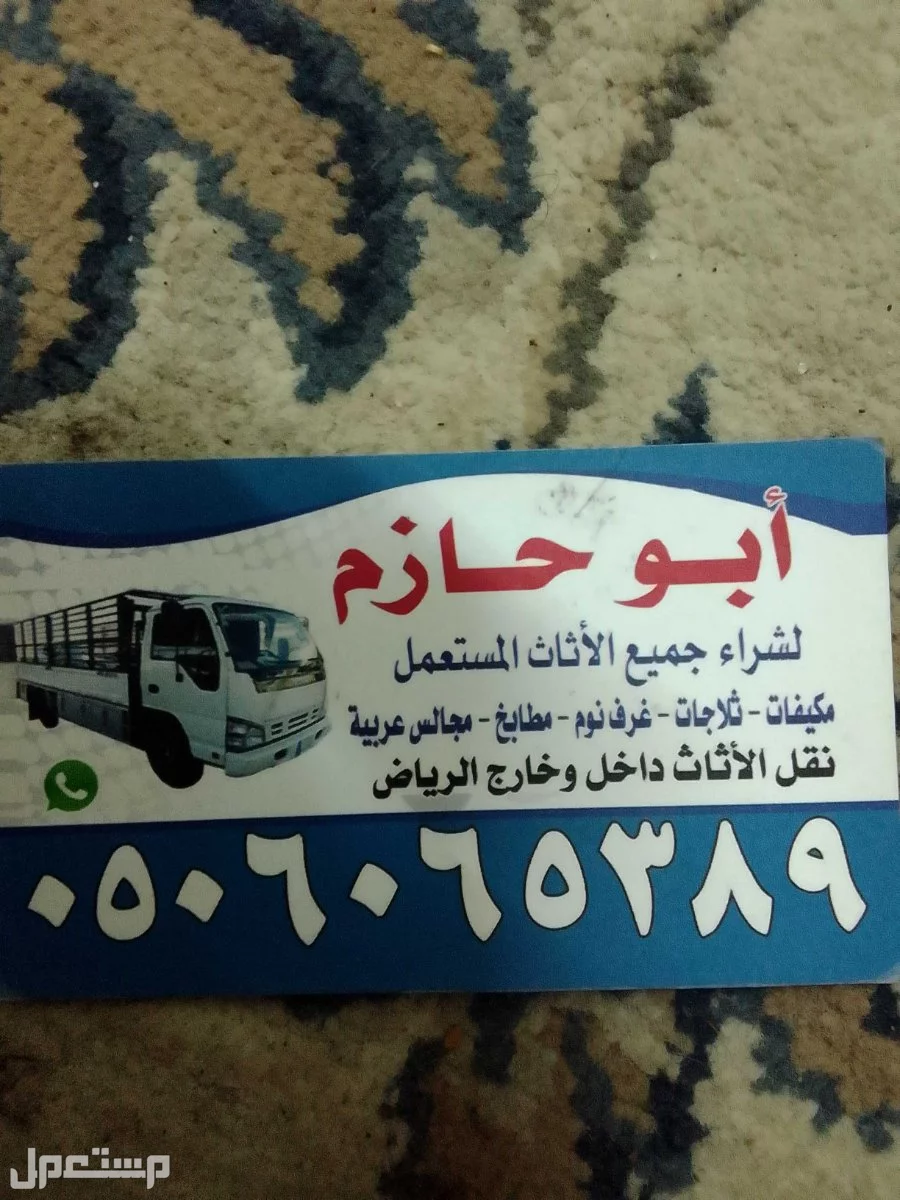 أبو حازم
لشراء جميع الأثاث المستعمل
مكيفات - ثلاجات - غرف نوم - مطابخ - مجالس عربية
نقل الأثاث داخل وخارج الرياض
٠٥٠٦٠٦٥٣٨٩
مستعمل